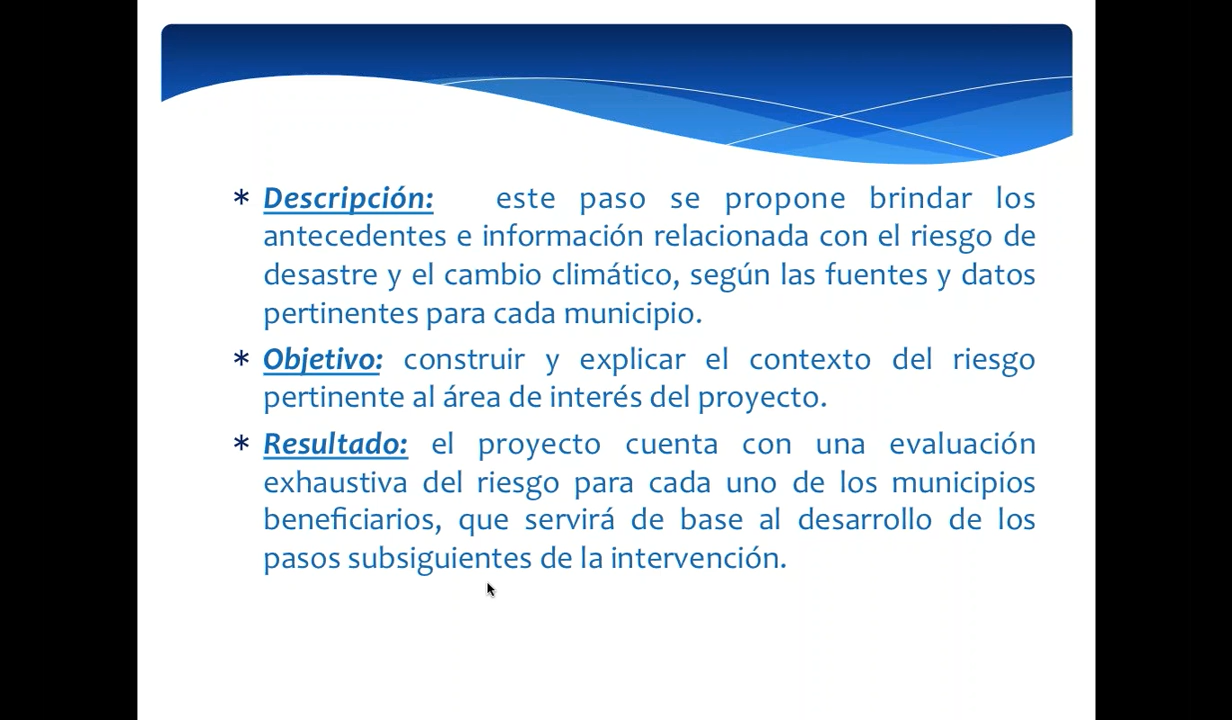 * Descripción: este paso se propone brindar los
antecedentes e información relacionada con el riesgo de
desastre y el cambio climático, según las fuentes y datos
pertinentes para cada municipio.
* Objetivo: construir y explicar el contexto del riesgo
pertinente al área de interés del proyecto.
* Resultado: el proyecto cuenta con una evaluación
exhaustiva del riesgo para cada uno de los municipios
beneficiarios, que servirá de base al desarrollo de los
pasos subsiguientes de la intervención.